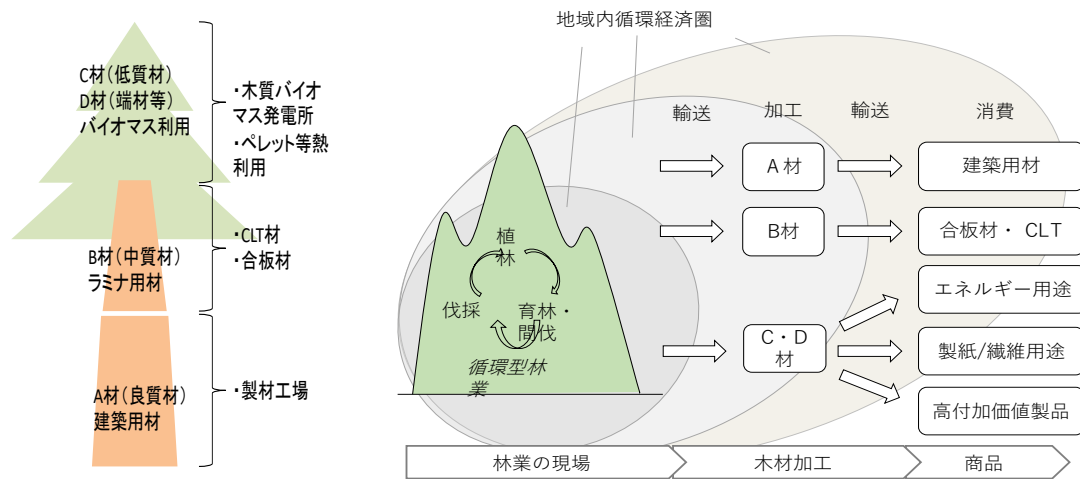 C材(低質材)
D材(端材等)
バイオマス利用
・木質バイオ
マス発電所
・ペレット等熱
利用
B材(中質材)
ラミナ用材
・CLT材
・合板材
A材(良質材)
建築用材
・製材工場
地域内循環経済圏
輸送
加工
輸送
消費
A材
建築用材
B材
合板材・ CLT
C・D
材
エネルギー用途
製紙/繊維用途
高付加価値製品
植
林
伐採
育林・
間伐
循環型林
業
林業の現場
木材加工
商品